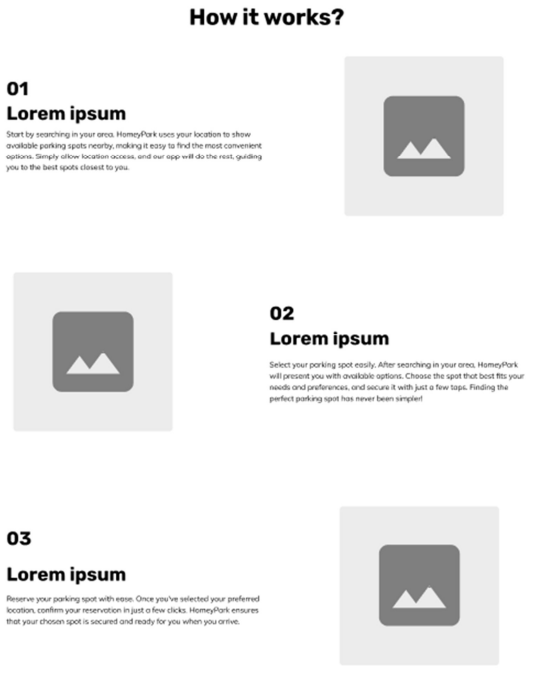 How it works?
01
Lorem ipsum
Start by searching in your area. HomeyPark uses your location to show
available parking spots nearby, making it easy to find the most convenient
options. Simply allow location access, and our app will do the rest, guiding
you to the best spots closest to you.
02
Lorem ipsum
Select your parking spot easily. After searching in your area, HomeyPark
will present you with available options. Choose the spot that best fits your
needs and preferences, and secure it with just a few taps. Finding the
perfect parking spot has never been simpler!
03
Lorem ipsum
Reserve your parking spot with ease. Once you've selected your preferred
location, confirm your reservation in just a few clicks. HomeyPark ensures
that your chosen spot is secured and ready for you when you arrive.